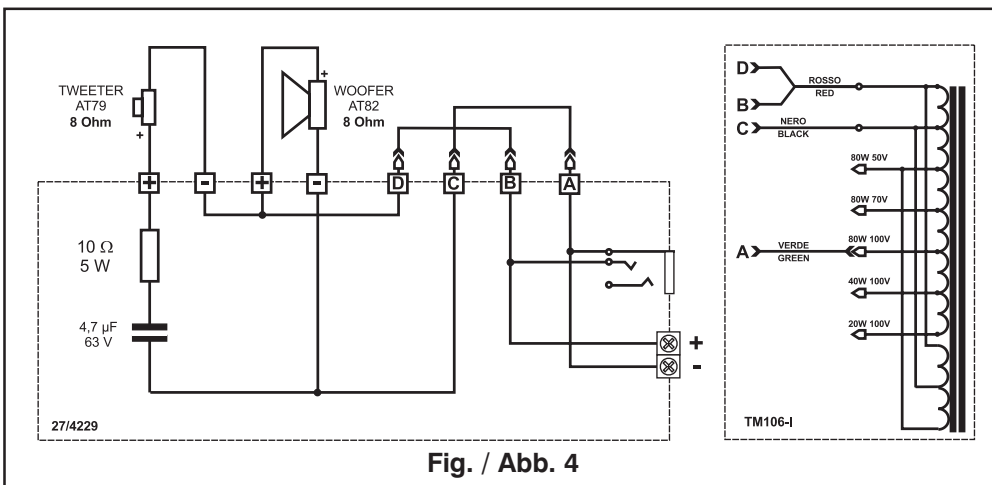 TWEETER
AT79
8 Ohm
+
+
WOOFER
AT82
8 Ohm
+ - + - D C B A
10 Ω
5 W
4,7 µF
63 V
+
-
27/4229
D
B
C
A
ROSSO
RED
NERO
BLACK
80W 50V
80W 70V
VERDE
GREEN
80W 100V
40W 100V
20W 100V
TM106-I
Fig. / Abb. 4